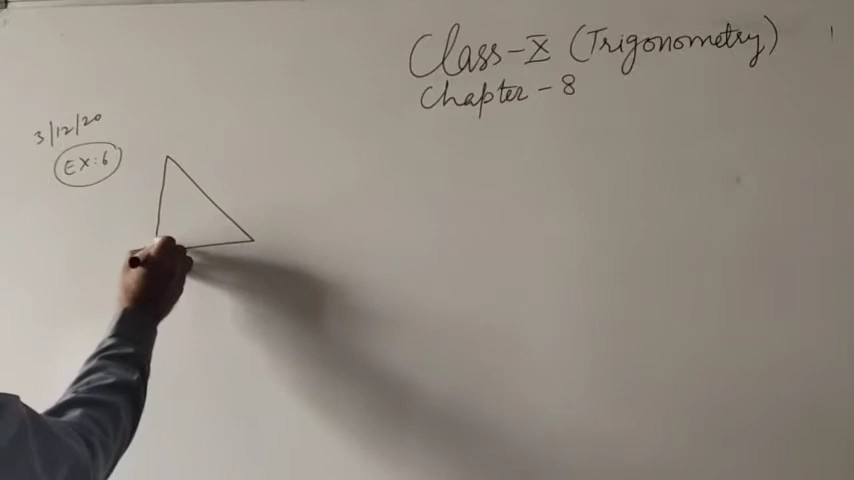 Class - X (Trigonometry)
Chapter - 8
3/12/20
EX: 6